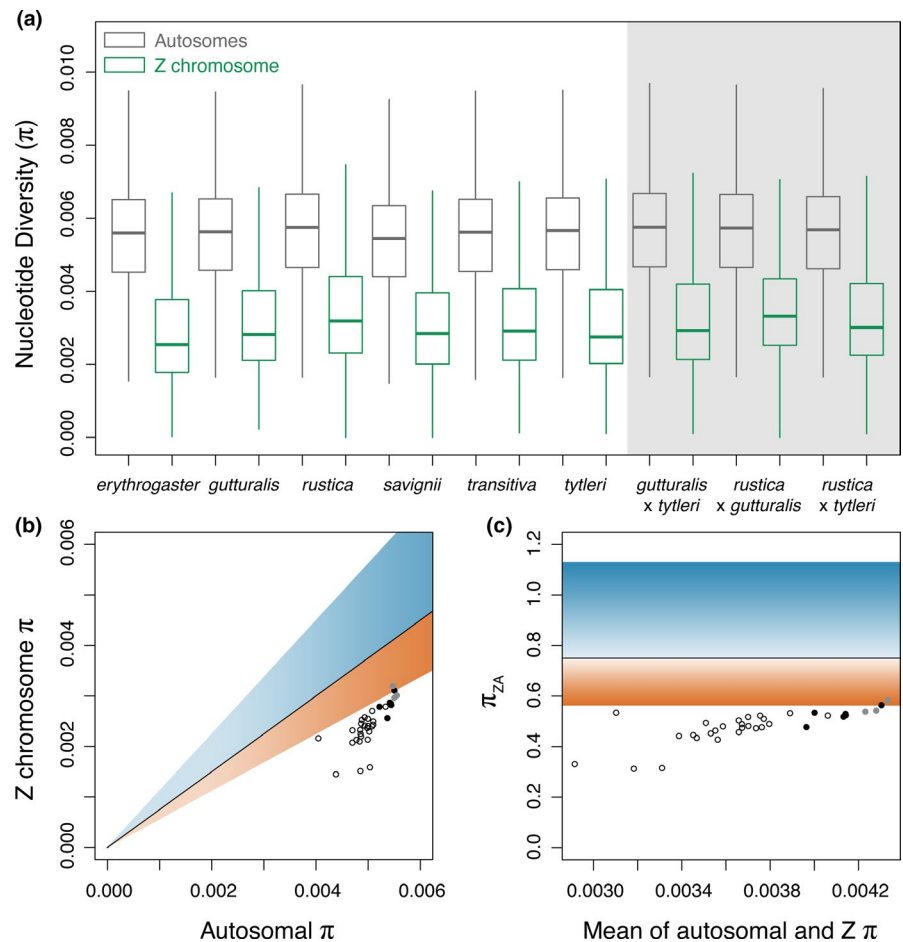 (a)
Autosomes
Z chromosome
Nucleotide Diversity (π)
0.010
0.008
0.006
0.004
0.002
0.000
erythrogaster gutturalis rustica savignii transitiva tytleri gutturalis rustica rustica
x tytleri x gutturalis x tytleri
(b)
Z chromosome π
0.006
0.004
0.002
0.000
0.000 0.002 0.004 0.006
Autosomal π
(c)
πZA
1.2
1.0
0.8
0.6
0.4
0.2
0.0
0.0030 0.0034 0.0038 0.0042
Mean of autosomal and Z π